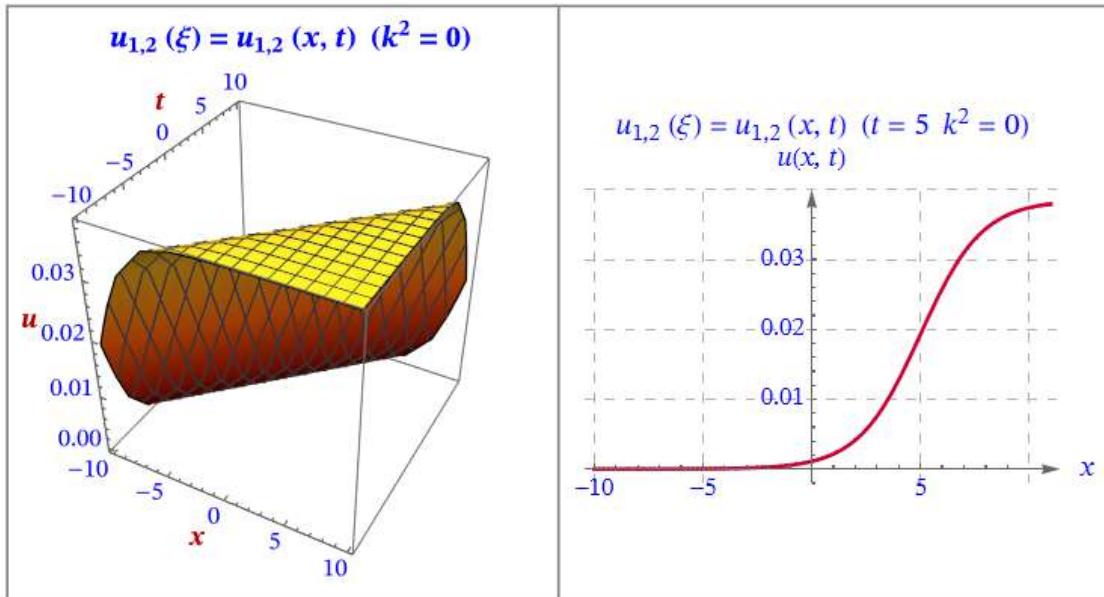 u₁,₂ (ξ) = u₁,₂ (x, t) (k² = 0)
10
t
5
0
−5
−10
0.03
u
0.02
0.01
0.00
−10
−5
0
x
5
10
u₁,₂ (ξ) = u₁,₂ (x, t) (t = 5 k² = 0)
u(x, t)
0.03
0.02
0.01
x
−10
−5
5